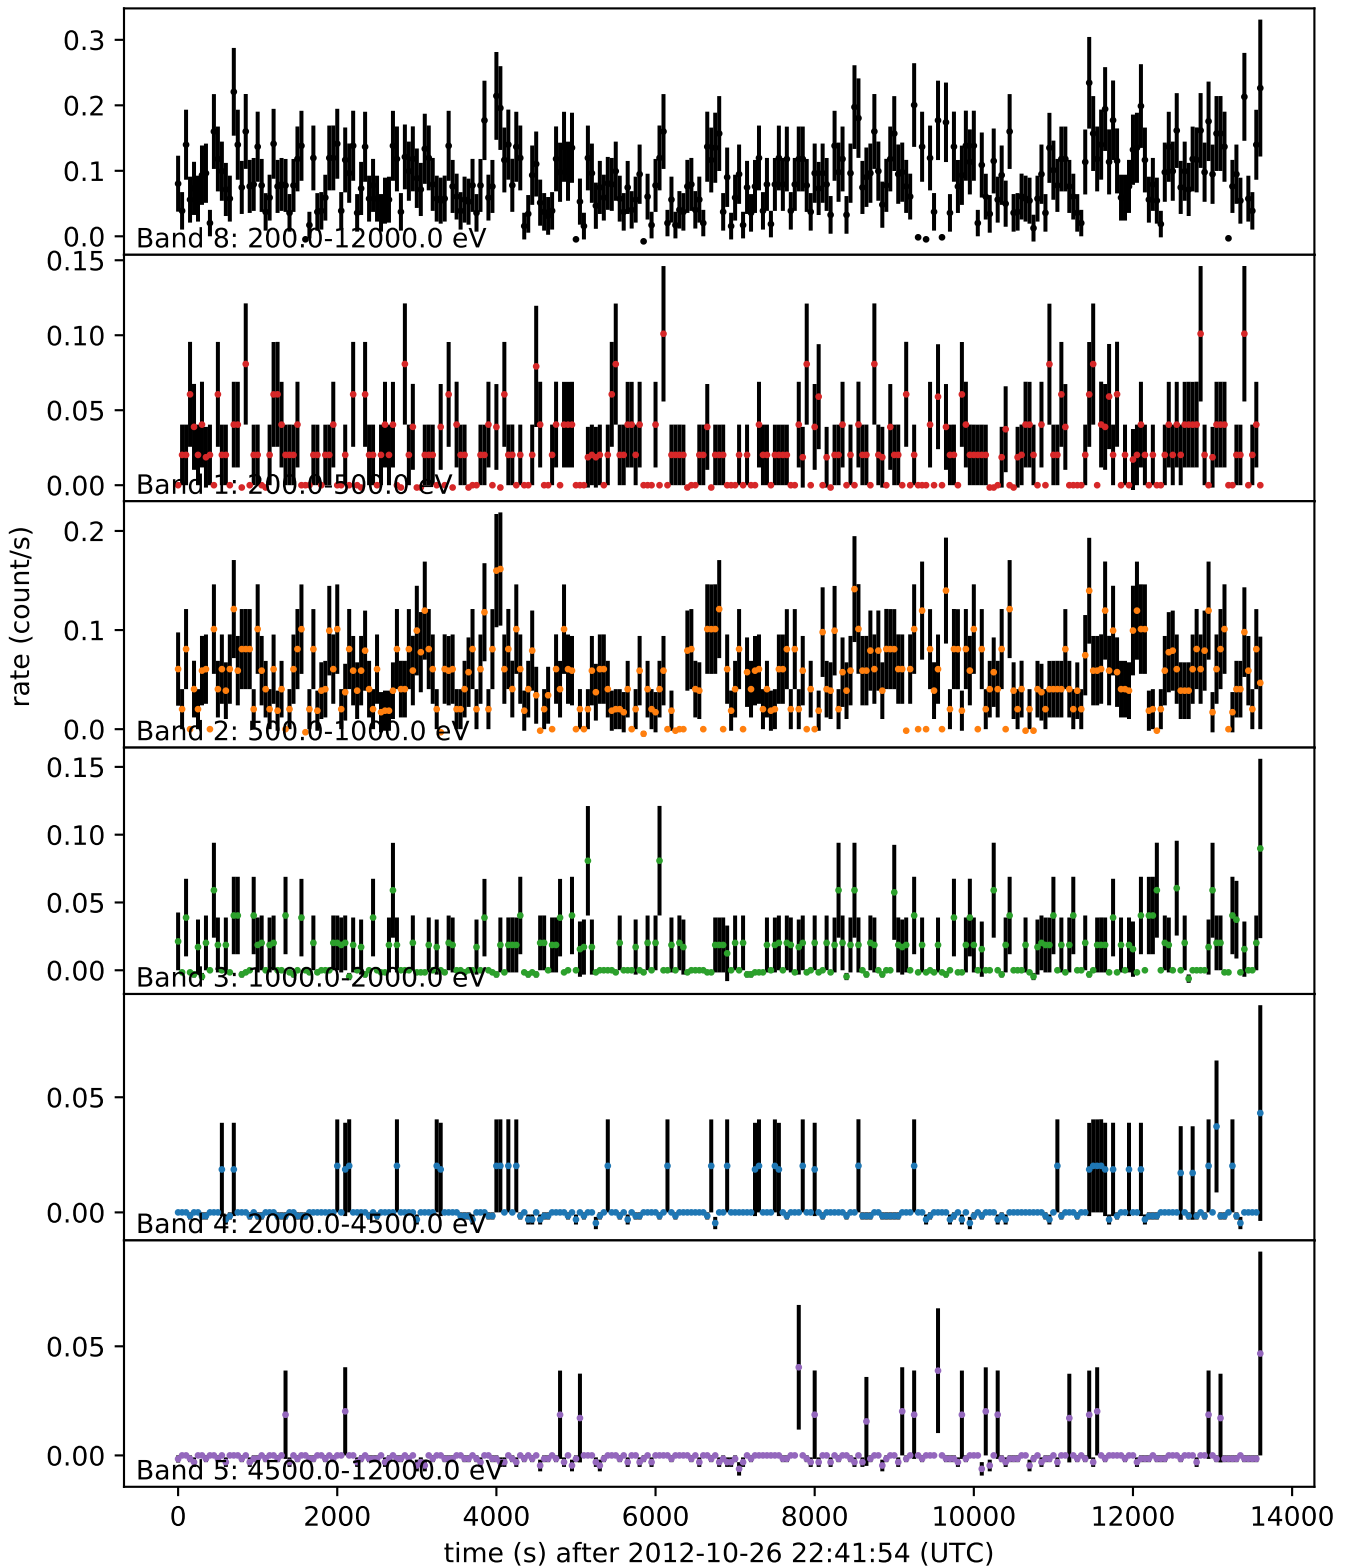 0.3
0.2
0.1
0.0
Band 8: 200.0-12000.0 eV
0.15
0.10
0.05
0.00
Band 1: 200.0-500.0 eV
0.2
0.1
0.0
Band 2: 500.0-1000.0 eV
rate (count/s)
0.15
0.10
0.05
0.00
Band 3: 1000.0-2000.0 eV
0.05
0.00
Band 4: 2000.0-4500.0 eV
0.05
0.00
Band 5: 4500.0-12000.0 eV
0 2000 4000 6000 8000 10000 12000 14000
time (s) after 2012-10-26 22:41:54 (UTC)